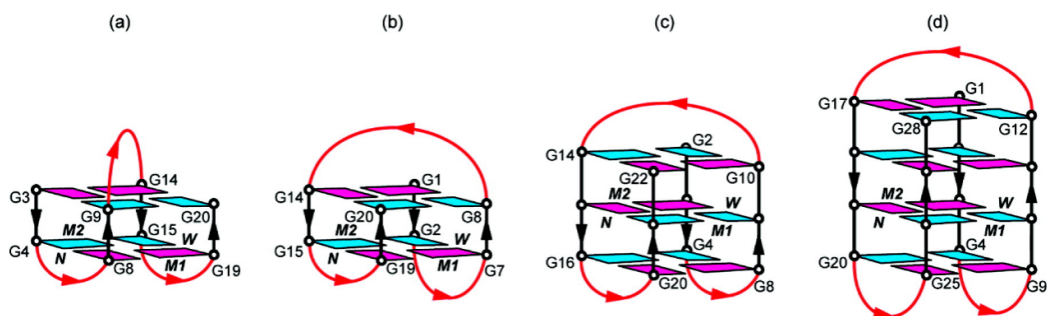 (a) (b) (c) (d)
G17 G1
G28 G12
G14 G2
G22 G10
G3 G14
G9 G20
G14 G1
G20 G8
M2 N W M1
G4 G15 M2 N G8 W M1 G19
G15 M2 N G2 G19 W M1 G7
M2 N W M1
G16 G4 G20 G8
G20 G4 G25 G9